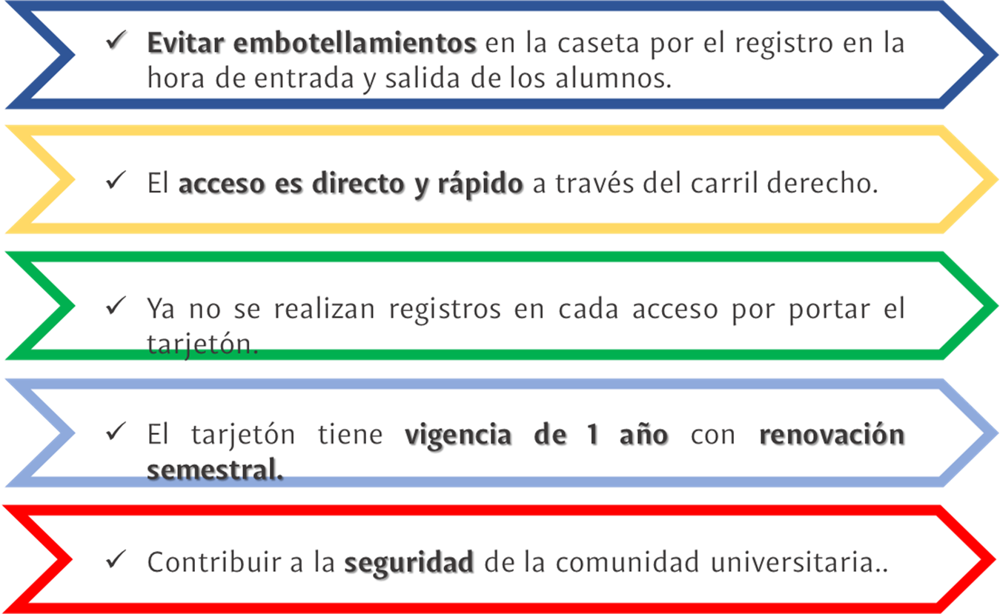 ✓ Evitar embotellamientos en la caseta por el registro en la
hora de entrada y salida de los alumnos.
✓ El acceso es directo y rápido a través del carril derecho.
✓ Ya no se realizan registros en cada acceso por portar el
tarjetón.
✓ El tarjetón tiene vigencia de 1 año con renovación
semestral.
✓ Contribuir a la seguridad de la comunidad universitaria..